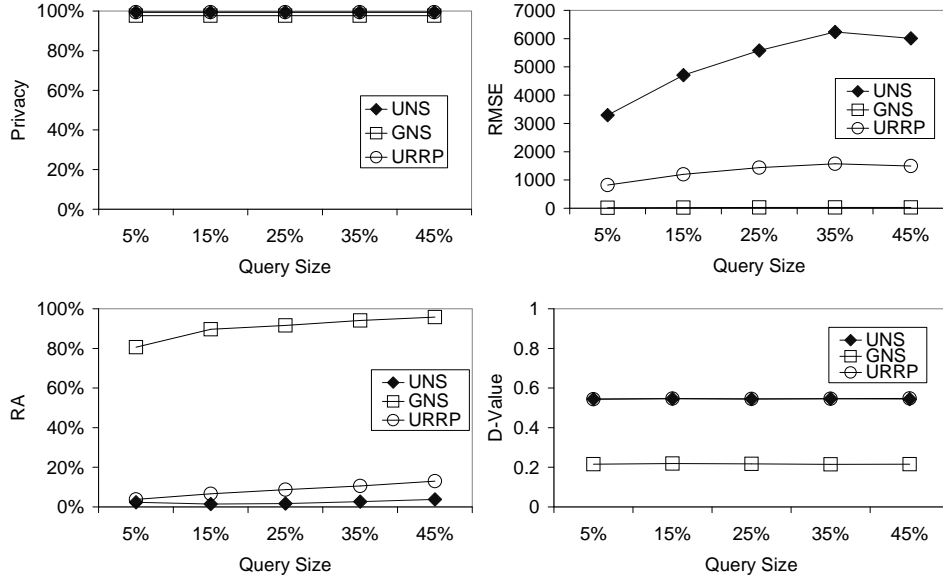 100%
80%
60%
40%
20%
0%
Privacy
UNS
GNS
URRP
5% 15% 25% 35% 45%
Query Size
7000
6000
5000
4000
3000
2000
1000
0
RMSE
UNS
GNS
URRP
5% 15% 25% 35% 45%
Query Size
100%
80%
60%
40%
20%
0%
RA
UNS
GNS
URRP
5% 15% 25% 35% 45%
Query Size
1
0.8
0.6
0.4
0.2
0
D-Value
UNS
GNS
URRP
5% 15% 25% 35% 45%
Query Size